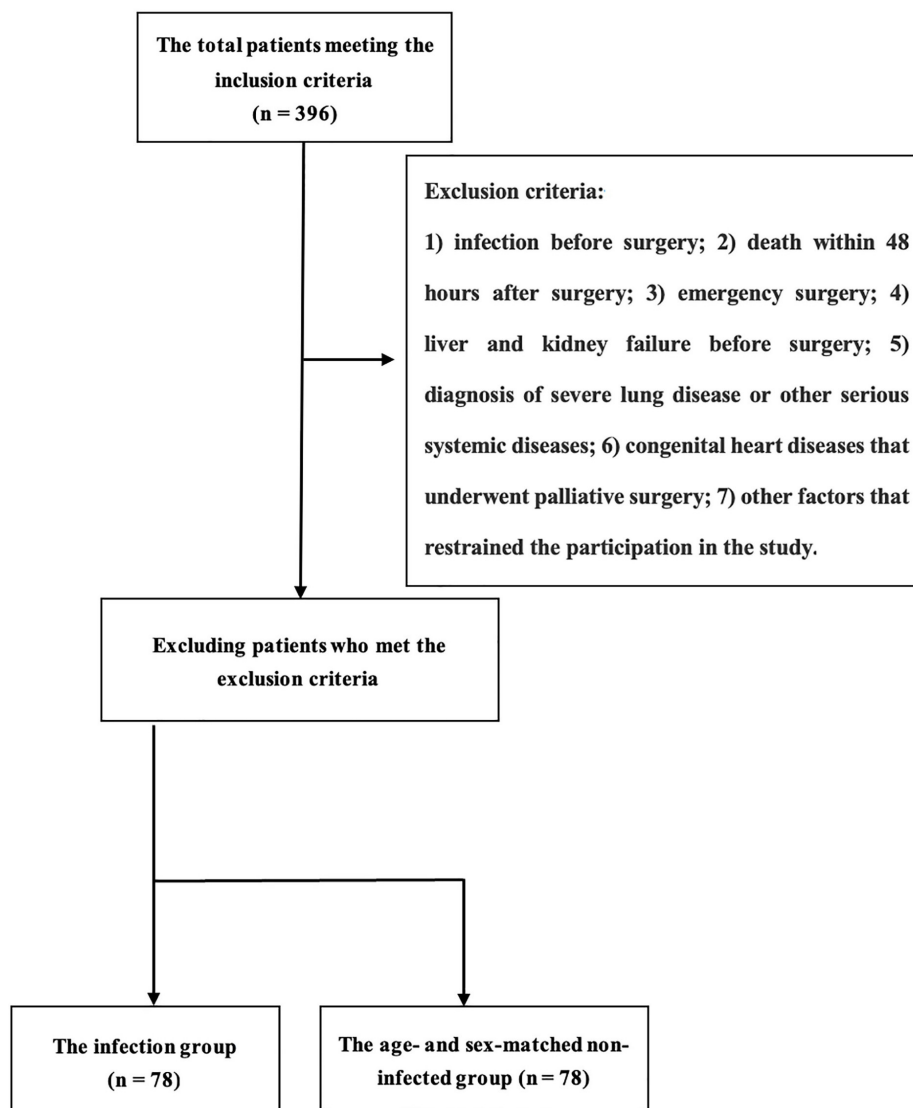 The total patients meeting the
inclusion criteria
(n = 396)
Exclusion criteria:
1) infection before surgery; 2) death within 48
hours after surgery; 3) emergency surgery; 4)
liver and kidney failure before surgery; 5)
diagnosis of severe lung disease or other serious
systemic diseases; 6) congenital heart diseases that
underwent palliative surgery; 7) other factors that
restrained the participation in the study.
Excluding patients who met the
exclusion criteria
The infection group
(n = 78)
The age- and sex-matched non-
infected group (n = 78)